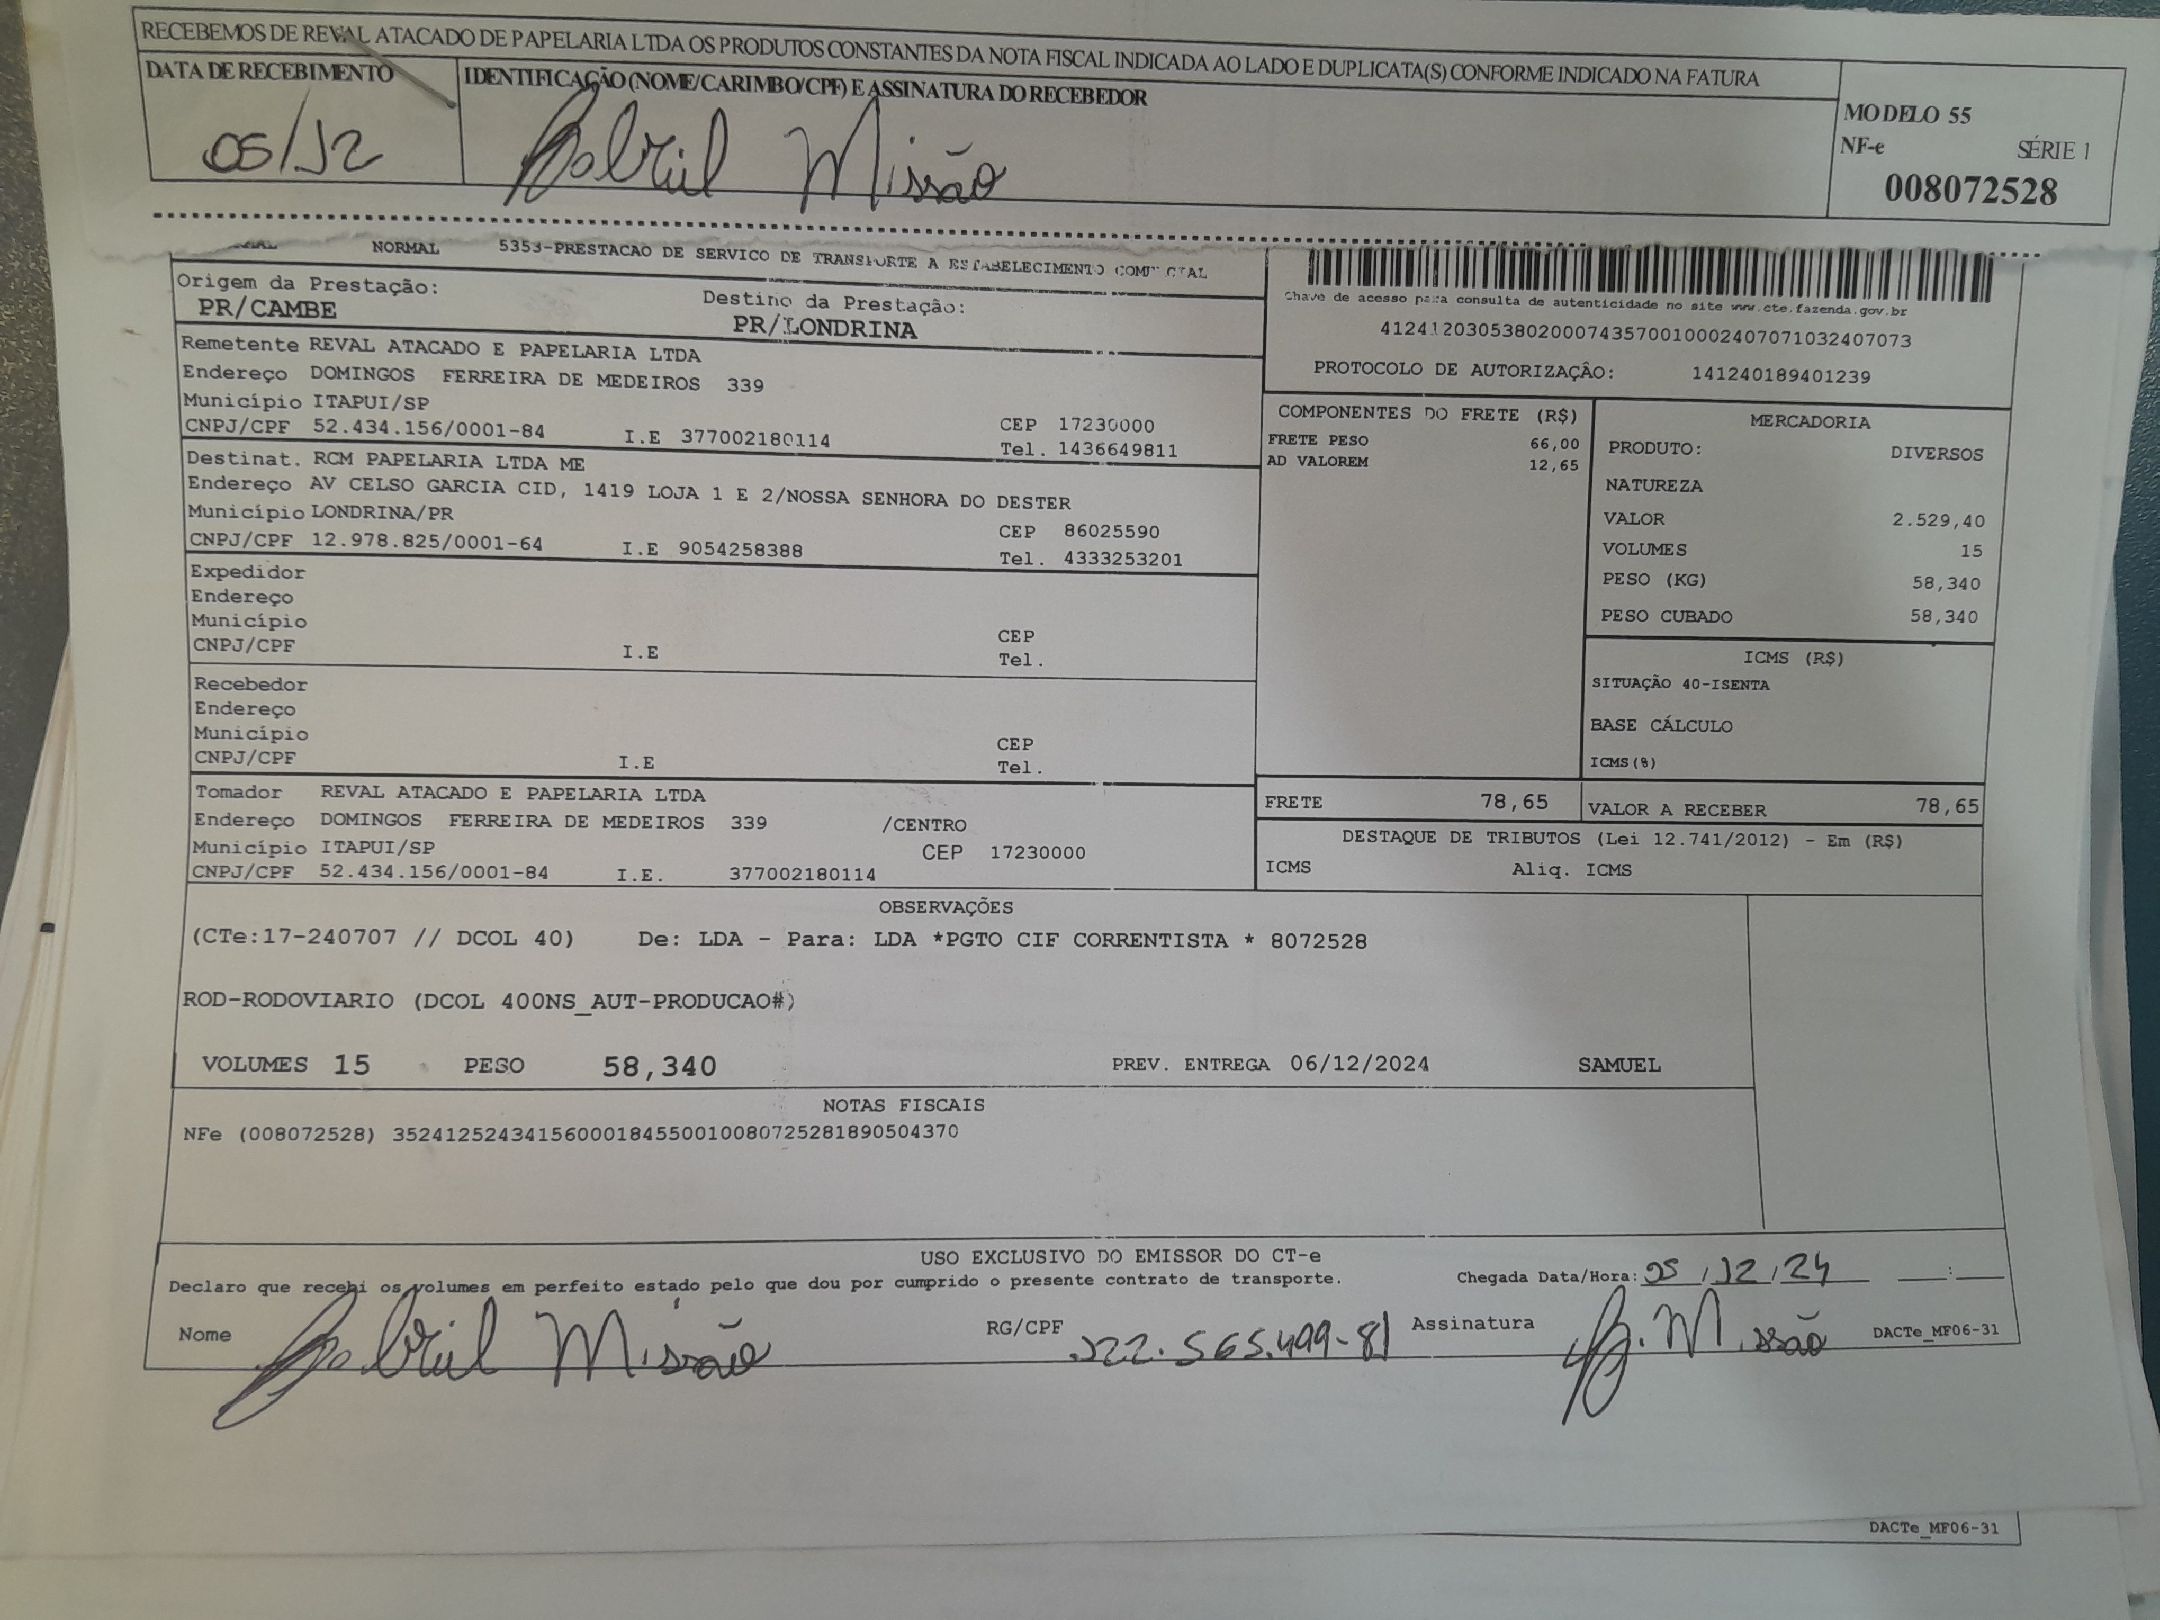 RECEBEMOS DE REVAL ATACADO DE PAPELARIA LTDA OS PRODUTOS CONSTANTES DA NOTA FISCAL INDICADA AO LADO E DUPLICATA(S) CONFORME INDICADO NA FATURA
DATA DE RECEBIMENTO
05/12
IDENTIFICAÇÃO (NOME/CARIMBO/CPF) E ASSINATURA DO RECEBEDOR
Gabriel Missão
MODELO 55
NF-e SÉRIE 1
008072528
NORMAL 5353-PRESTACAO DE SERVICO DE TRANSPORTE A ESTABELECIMENTO COMERCIAL
Origem da Prestação:
PR/CAMBE
Destino da Prestação:
PR/LONDRINA
Remetente REVAL ATACADO E PAPELARIA LTDA
Endereço DOMINGOS FERREIRA DE MEDEIROS 339
Município ITAPUI/SP
CEP 17230000
CNPJ/CPF 52.434.156/0001-84 I.E 377002180114
Tel. 1436649811
Destinat. RCM PAPELARIA LTDA ME
Endereço AV CELSO GARCIA CID, 1419 LOJA 1 E 2/NOSSA SENHORA DO DESTER
Município LONDRINA/PR
CEP 86025590
CNPJ/CPF 12.978.825/0001-64 I.E 9054258388
Tel. 4333253201
Expedidor
Endereço
Município
CEP
CNPJ/CPF I.E
Tel.
Recebedor
Endereço
Município
CEP
CNPJ/CPF I.E
Tel.
Tomador REVAL ATACADO E PAPELARIA LTDA
Endereço DOMINGOS FERREIRA DE MEDEIROS 339 /CENTRO
Município ITAPUI/SP CEP 17230000
CNPJ/CPF 52.434.156/0001-84 I.E. 377002180114
Chave de acesso para consulta de autenticidade no site www.cte.fazenda.gov.br
41241203053802000743570010002407071032407073
PROTOCOLO DE AUTORIZAÇÂO: 141240189401239
COMPONENTES DO FRETE (R$)
FRETE PESO 66,00
AD VALOREM 12,65
MERCADORIA
PRODUTO: DIVERSOS
NATUREZA
VALOR 2.529,40
VOLUMES 15
PESO (KG) 58,340
PESO CUBADO 58,340
ICMS (R$)
SITUAÇÃO 40-ISENTA
BASE CÁLCULO
ICMS(%)
FRETE 78,65
VALOR A RECEBER 78,65
DESTAQUE DE TRIBUTOS (Lei 12.741/2012) - Em (R$)
ICMS Aliq. ICMS
OBSERVAÇÕES
(CTe:17-240707 // DCOL 40) De: LDA - Para: LDA *PGTO CIF CORRENTISTA * 8072528
ROD-RODOVIARIO (DCOL 400NS_AUT-PRODUCAO#)
VOLUMES 15 PESO 58,340 PREV. ENTREGA 06/12/2024 SAMUEL
NOTAS FISCAIS
NFe (008072528) 35241252434156000184550010080725281890504370
USO EXCLUSIVO DO EMISSOR DO CT-e
Declaro que recebi os volumes em perfeito estado pelo que dou por cumprido o presente contrato de transporte.
Chegada Data/Hora: 05/12/24 __:__
Nome Gabriel Missão RG/CPF 122.565.499-81 Assinatura G. Missão DACTe_MF06-31
DACTe_MF06-31